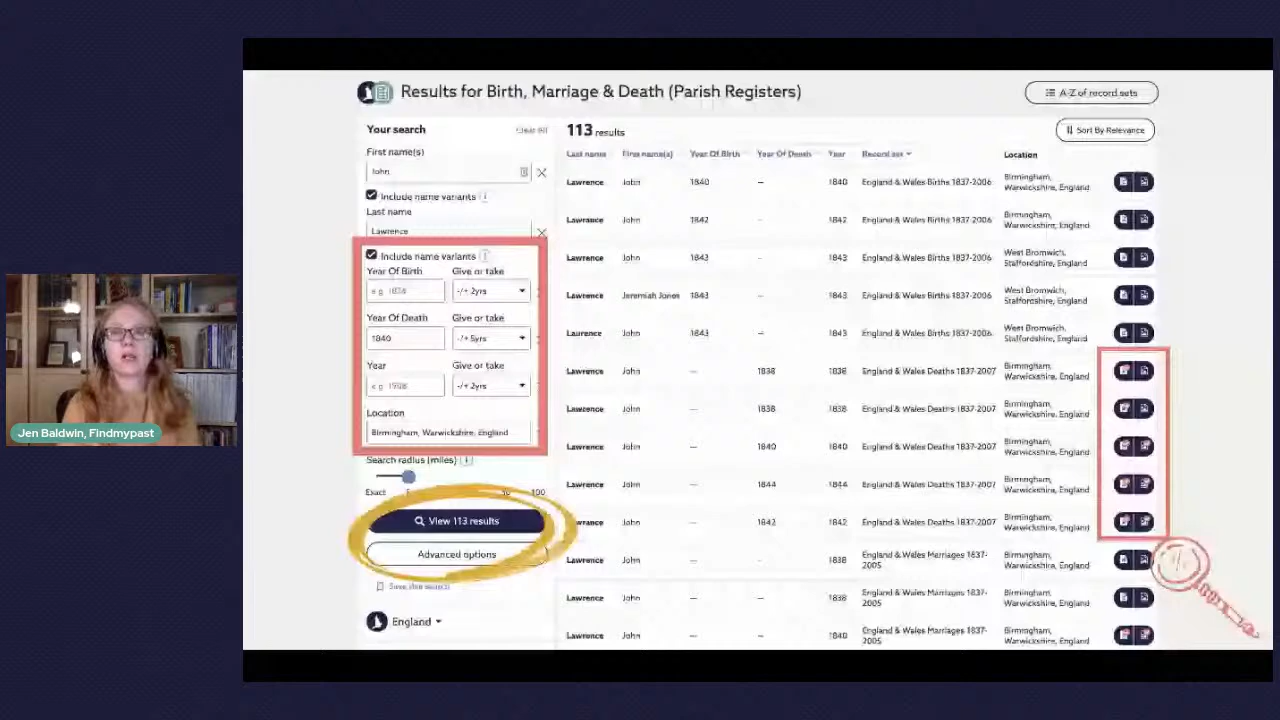 Results for Birth, Marriage & Death (Parish Registers)
A-Z of record sets
Your search
Clear All
113 results
Sort By Relevance
First name(s)
John
Include name variants
Last name
Lawrence
Include name variants
Year Of Birth Give or take
e.g. 1838 -/+ 2yrs
Year Of Death Give or take
1840 -/+ 5yrs
Year Give or take
e.g. 1908 -/+ 2yrs
Location
Birmingham, Warwickshire, England
Search radius (miles)
Exact 50 100
View 113 results
Advanced options
Save this search
England
Last name First name(s) Year Of Birth Year Of Death Year Record set Location
Lawrence John 1840 – 1840 England & Wales Births 1837-2006 Birmingham, Warwickshire, England
Lawrence John 1842 – 1842 England & Wales Births 1837-2006 Birmingham, Warwickshire, England
Lawrence John 1843 – 1843 England & Wales Births 1837-2006 West Bromwich, Staffordshire, England
Lawrence Jeremiah Jones 1843 – 1843 England & Wales Births 1837-2006 West Bromwich, Staffordshire, England
Laurence John 1843 – 1843 England & Wales Births 1837-2006 West Bromwich, Staffordshire, England
Lawrence John — 1838 1838 England & Wales Deaths 1837-2007 Birmingham, Warwickshire, England
Lawrence John — 1838 1838 England & Wales Deaths 1837-2007 Birmingham, Warwickshire, England
Lawrence John — 1840 1840 England & Wales Deaths 1837-2007 Birmingham, Warwickshire, England
Lawrence John — 1844 1844 England & Wales Deaths 1837-2007 Birmingham, Warwickshire, England
Lawrence John — 1842 1842 England & Wales Deaths 1837-2007 Birmingham, Warwickshire, England
Lawrence John — – 1838 England & Wales Marriages 1837-2005 Birmingham, Warwickshire, England
Lawrence John — – 1838 England & Wales Marriages 1837-2005 Birmingham, Warwickshire, England
Lawrence John — – 1840 England & Wales Marriages 1837-2005 Birmingham, Warwickshire, England
Jen Baldwin, Findmypast